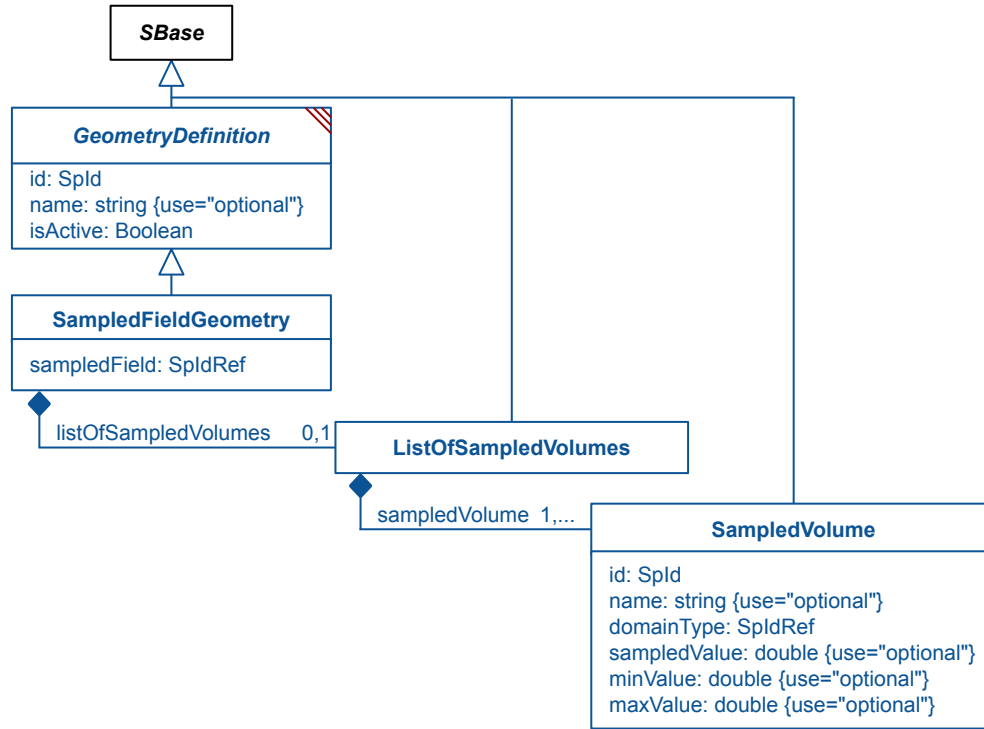 SBase
GeometryDefinition
id: SpId
name: string {use="optional"}
isActive: Boolean
SampledFieldGeometry
sampledField: SpIdRef
listOfSampledVolumes 0,1
ListOfSampledVolumes
sampledVolume 1,...
SampledVolume
id: SpId
name: string {use="optional"}
domainType: SpIdRef
sampledValue: double {use="optional"}
minValue: double {use="optional"}
maxValue: double {use="optional"}